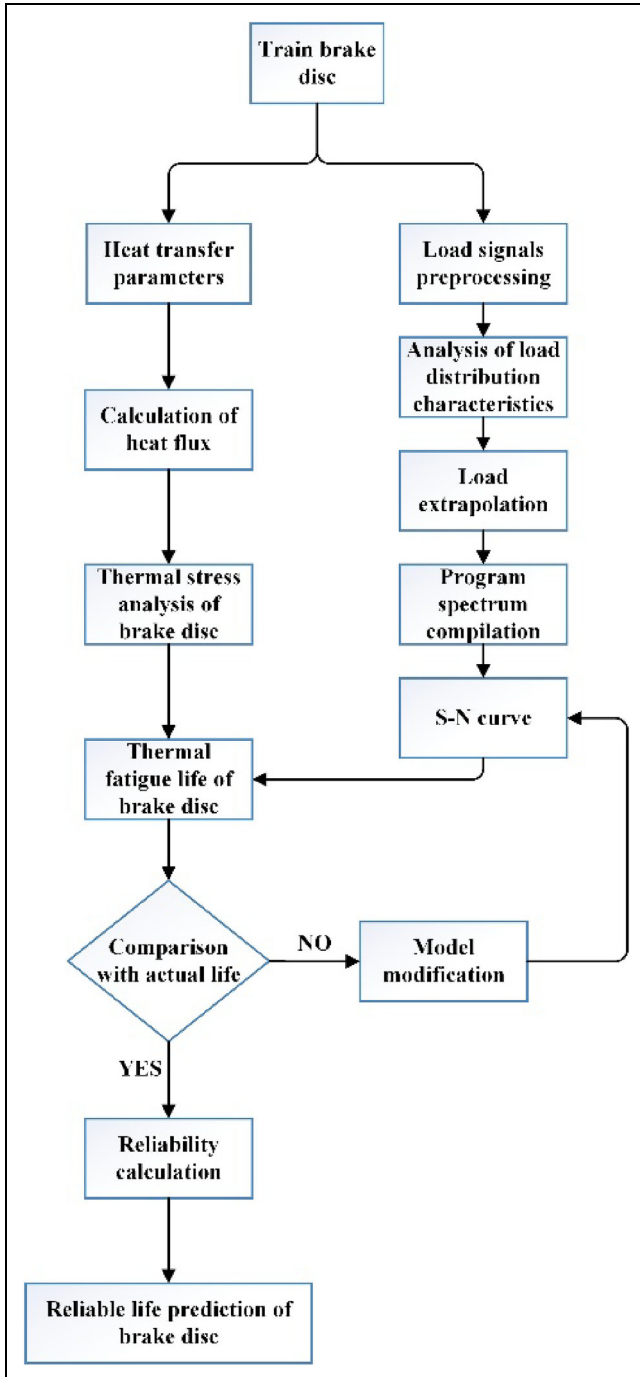 Train brake
disc
Heat transfer
parameters
Load signals
preprocessing
Analysis of load
distribution
characteristics
Calculation of
heat flux
Load
extrapolation
Thermal stress
analysis of
brake disc
Program
spectrum
compilation
S-N curve
Thermal
fatigue life of
brake disc
Comparison
with actual life
NO
Model
modification
YES
Reliability
calculation
Reliable life prediction of
brake disc